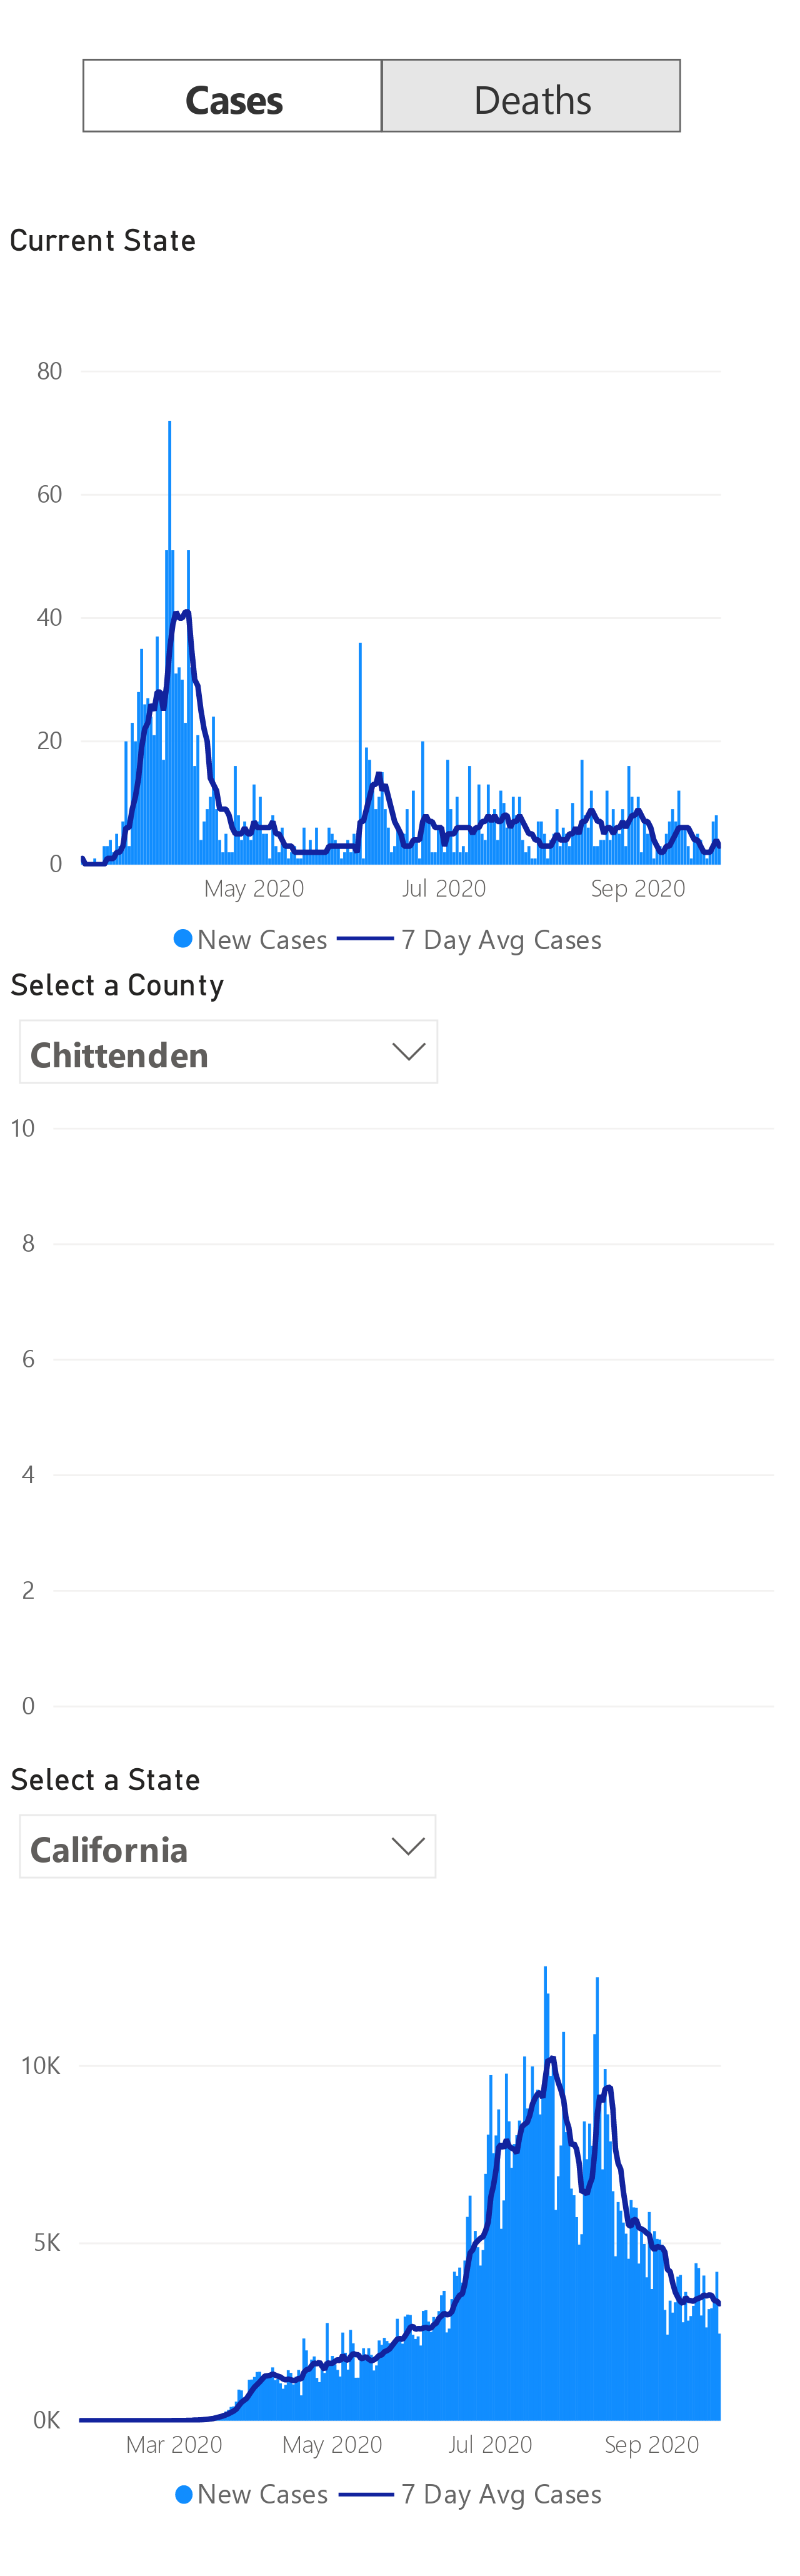 Cases Deaths
Current State
80
60
40
20
0
May 2020 Jul 2020 Sep 2020
New Cases 7 Day Avg Cases
Select a County
Chittenden
10
8
6
4
2
0
Select a State
California
10K
5K
0K
Mar 2020 May 2020 Jul 2020 Sep 2020
New Cases 7 Day Avg Cases